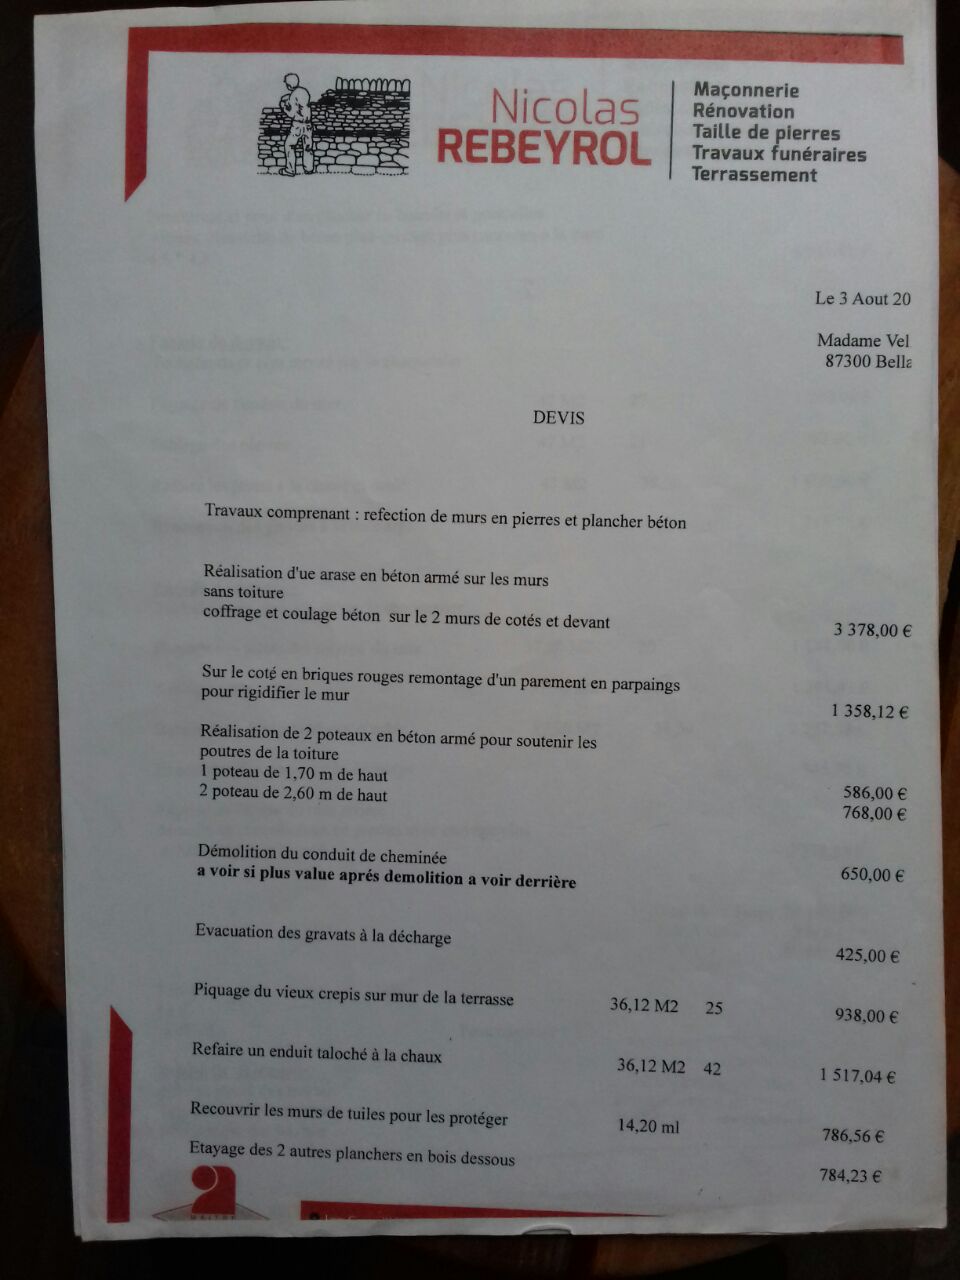 Nicolas
REBEYROL
Maçonnerie
Rénovation
Taille de pierres
Travaux funéraires
Terrassement
Le 3 Aout 20
Madame Vel
87300 Bella
DEVIS
Travaux comprenant : refection de murs en pierres et plancher béton
Réalisation d'ue arase en béton armé sur les murs
sans toiture
coffrage et coulage béton sur le 2 murs de cotés et devant 3 378,00 €
Sur le coté en briques rouges remontage d'un parement en parpaings
pour rigidifier le mur 1 358,12 €
Réalisation de 2 poteaux en béton armé pour soutenir les
poutres de la toiture
1 poteau de 1,70 m de haut 586,00 €
2 poteau de 2,60 m de haut 768,00 €
Démolition du conduit de cheminée 650,00 €
a voir si plus value aprés demolition a voir derrière
Evacuation des gravats à la décharge 425,00 €
Piquage du vieux crepis sur mur de la terrasse 36,12 M2 25 938,00 €
Refaire un enduit taloché à la chaux 36,12 M2 42 1 517,04 €
Recouvrir les murs de tuiles pour les protéger 14,20 ml 786,56 €
Etayage des 2 autres planchers en bois dessous 784,23 €